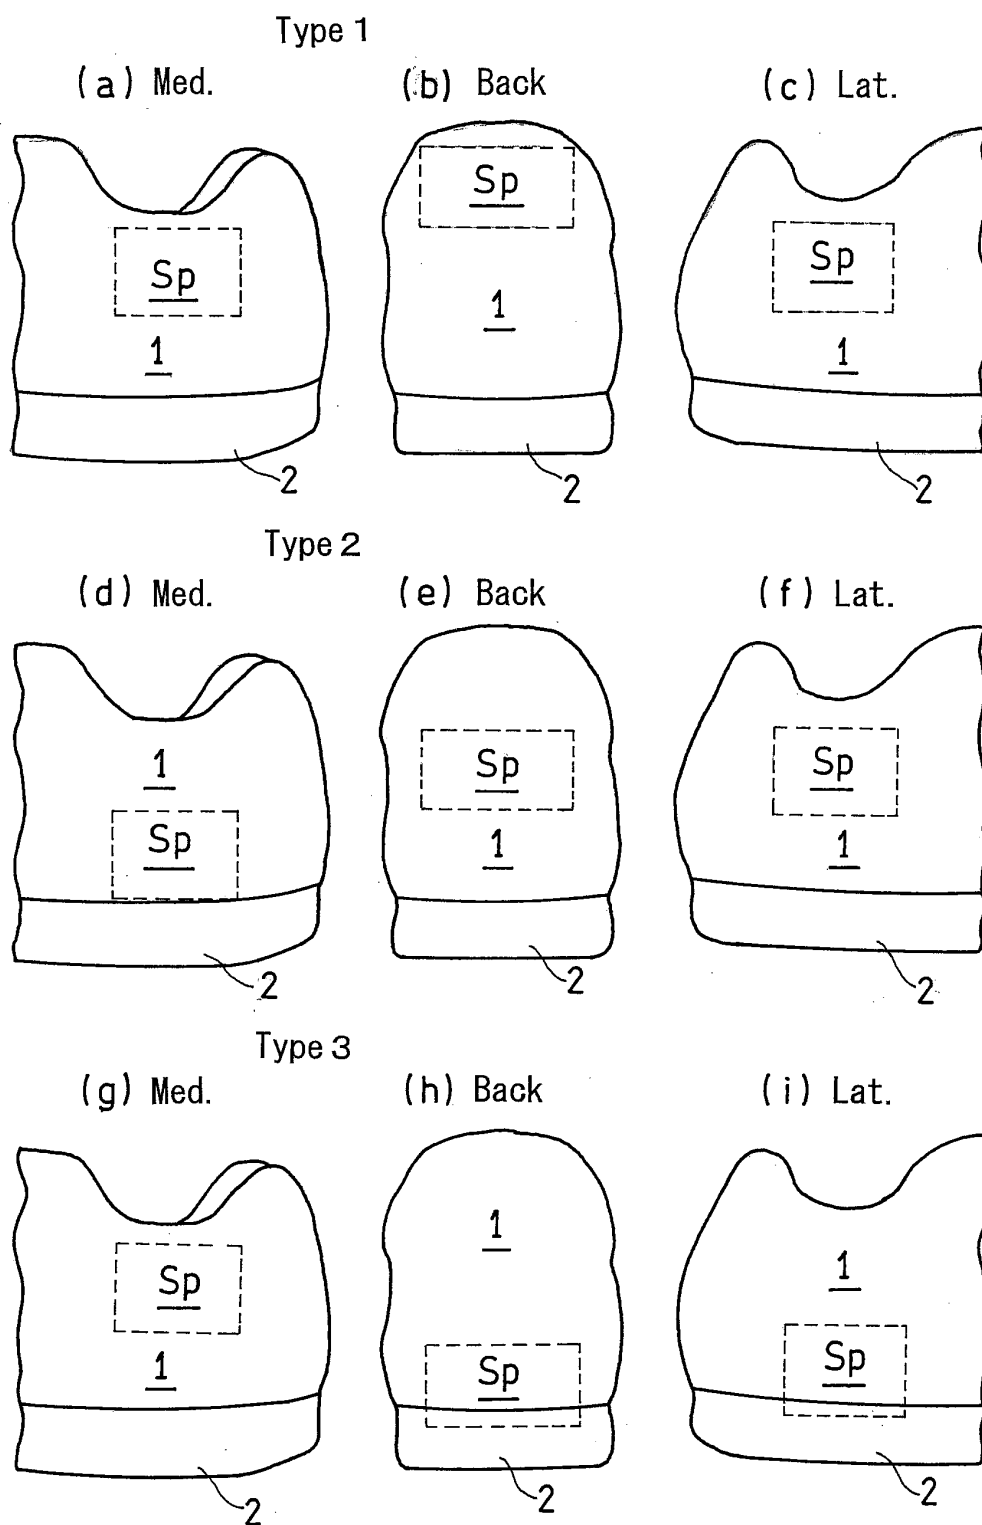 Type 1
(a) Med. (b) Back (c) Lat.
Sp Sp Sp
1 1 1
2 2 2
Type 2
(d) Med. (e) Back (f) Lat.
1 Sp Sp
Sp 1 1
2 2 2
Type 3
(g) Med. (h) Back (i) Lat.
Sp 1 1
1 Sp Sp
2 2 2